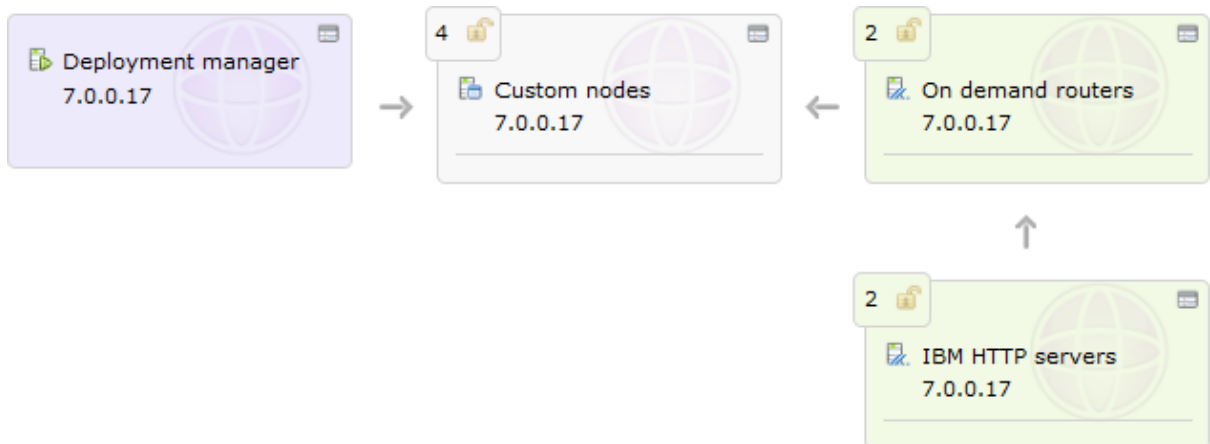 Deployment manager
7.0.0.17
4
Custom nodes
7.0.0.17
2
On demand routers
7.0.0.17
2
IBM HTTP servers
7.0.0.17